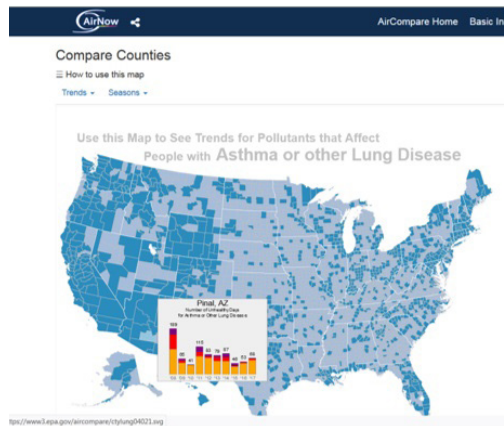 AirNow
AirCompare Home Basic In
Compare Counties
How to use this map
Trends Seasons
Use this Map to See Trends for Pollutants that Affect
People with Asthma or other Lung Disease
Pinal, AZ
Number of Unhealthy Days
for Asthma or Other Lung Disease
ttps://www3.epa.gov/aircompare/ctylung04021.svg